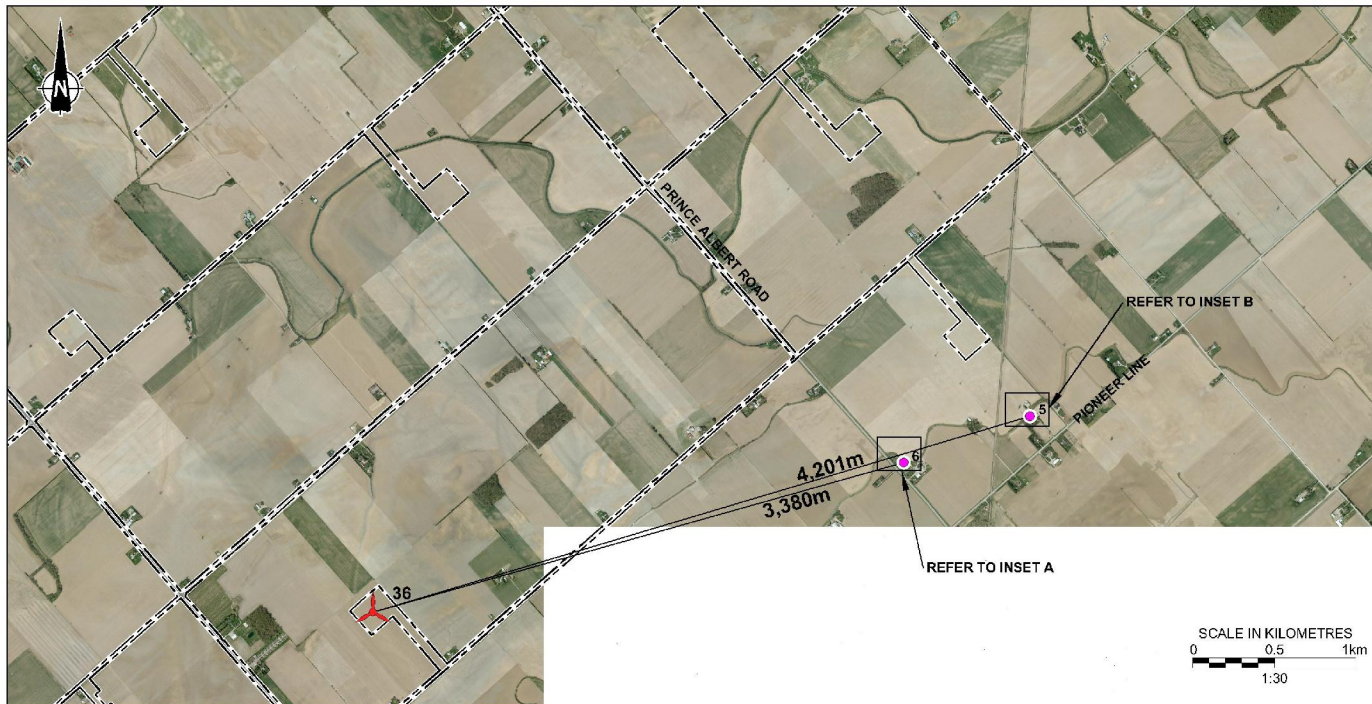 N
PRINCE ALBERT ROAD
REFER TO INSET B
PIONEER LINE
5
6
4,201m
3,380m
REFER TO INSET A
36
SCALE IN KILOMETRES
0 0.5 1km
1:30